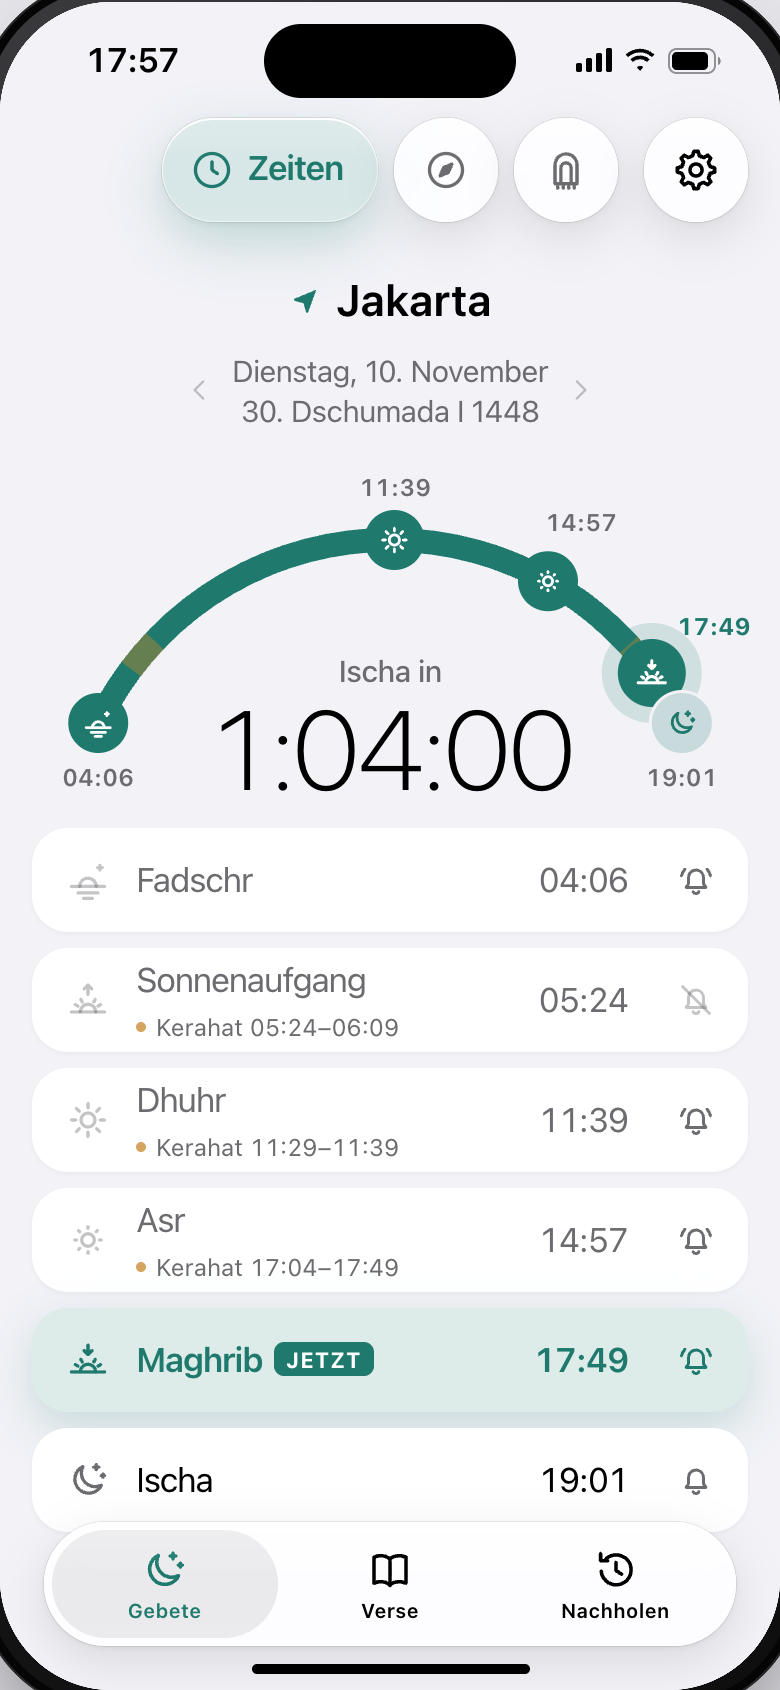 17:57
Zeiten
Jakarta
Dienstag, 10. November
30. Dschumada I 1448
11:39
14:57
17:49
Ischa in
1:04:00
04:06
19:01
Fadschr 04:06
Sonnenaufgang 05:24
Kerahat 05:24–06:09
Dhuhr 11:39
Kerahat 11:29–11:39
Asr 14:57
Kerahat 17:04–17:49
Maghrib JETZT 17:49
Ischa 19:01
Gebete Verse Nachholen